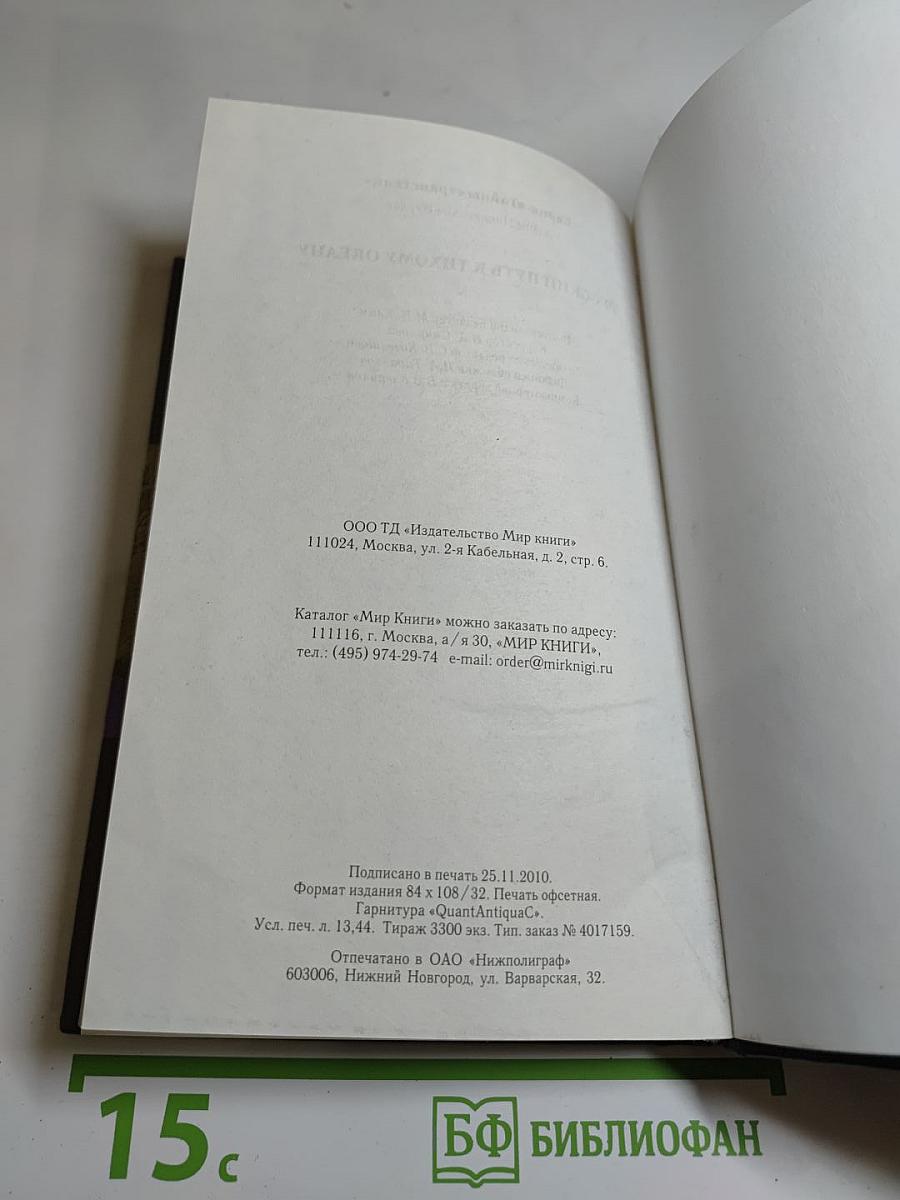 ООО ТД «Издательство Мир книги»
111024, Москва, ул. 2-я Кабельная, д. 2, стр. 6.
Каталог «Мир Книги» можно заказать по адресу:
111116, г. Москва, а/я 30, «МИР КНИГИ»,
тел.: (495) 974-29-74 e-mail: order@mirknigi.ru
Подписано в печать 25.11.2010.
Формат издания 84 x 108/32. Печать офсетная.
Гарнитура «QuantAntiquaC».
Усл. печ. л. 13,44. Тираж 3300 экз. Тип. заказ № 4017159.
Отпечатано в ОАО «Нижполиграф»
603006, Нижний Новгород, ул. Варварская, 32.
15 с
БФ БИБЛИОФАН